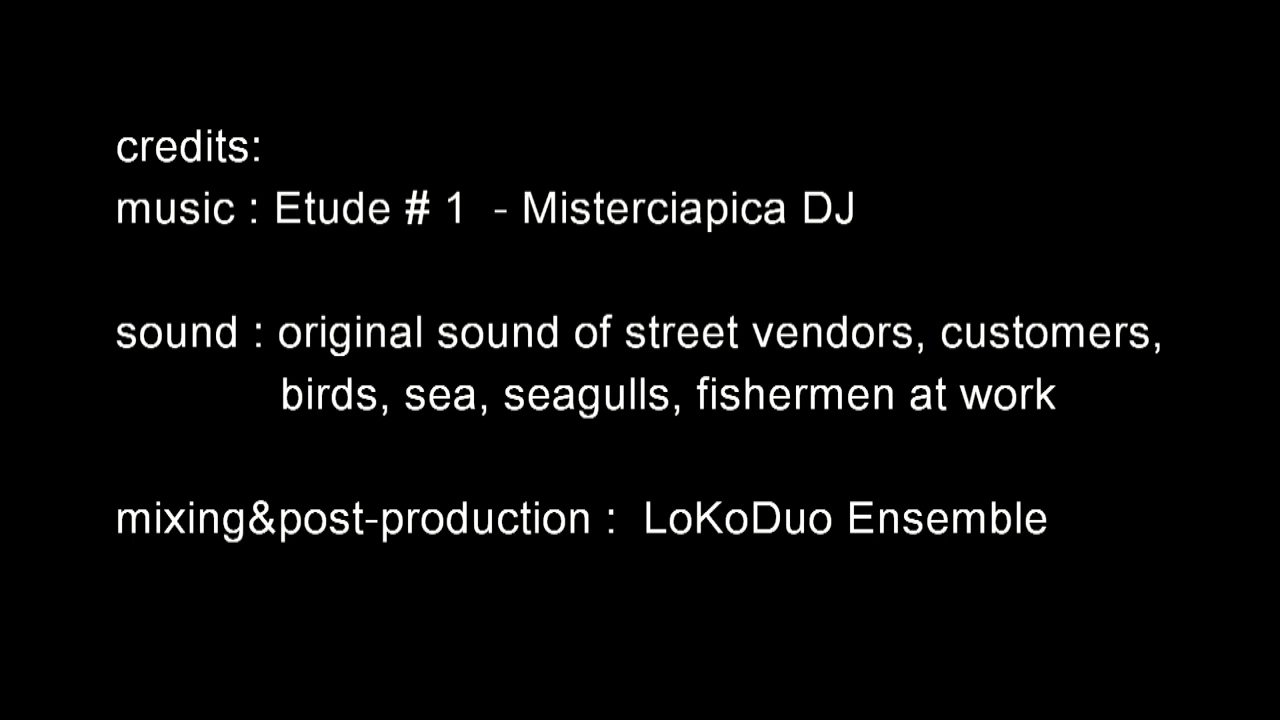 credits:
music : Etude # 1  - Misterciapica DJ
sound : original sound of street vendors, customers,
birds, sea, seagulls, fishermen at work
mixing&post-production :  LoKoDuo Ensemble